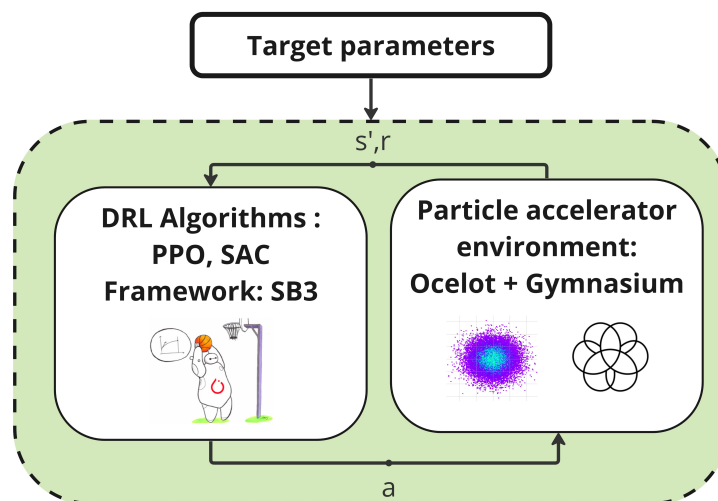 Target parameters
s',r
DRL Algorithms :
PPO, SAC
Framework: SB3
Particle accelerator
environment:
Ocelot + Gymnasium
a